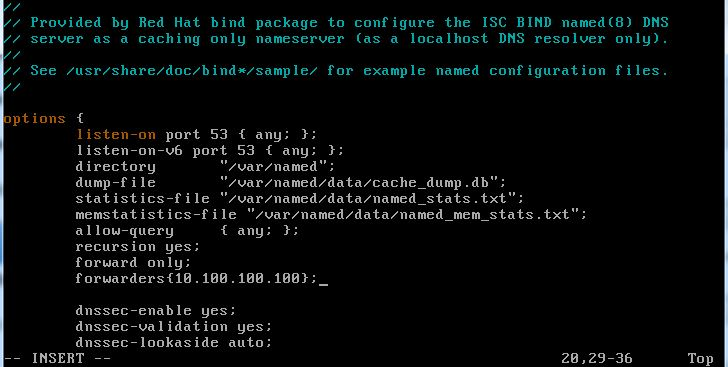 //
// Provided by Red Hat bind package to configure the ISC BIND named(8) DNS
// server as a caching only nameserver (as a localhost DNS resolver only).
//
// See /usr/share/doc/bind*/sample/ for example named configuration files.
//
options {
listen-on port 53 { any; };
listen-on-v6 port 53 { any; };
directory "/var/named";
dump-file "/var/named/data/cache_dump.db";
statistics-file "/var/named/data/named_stats.txt";
memstatistics-file "/var/named/data/named_mem_stats.txt";
allow-query { any; };
recursion yes;
forward only;
forwarders{10.100.100.100};_
dnssec-enable yes;
dnssec-validation yes;
dnssec-lookaside auto;
-- INSERT -- 20,29-36 Top